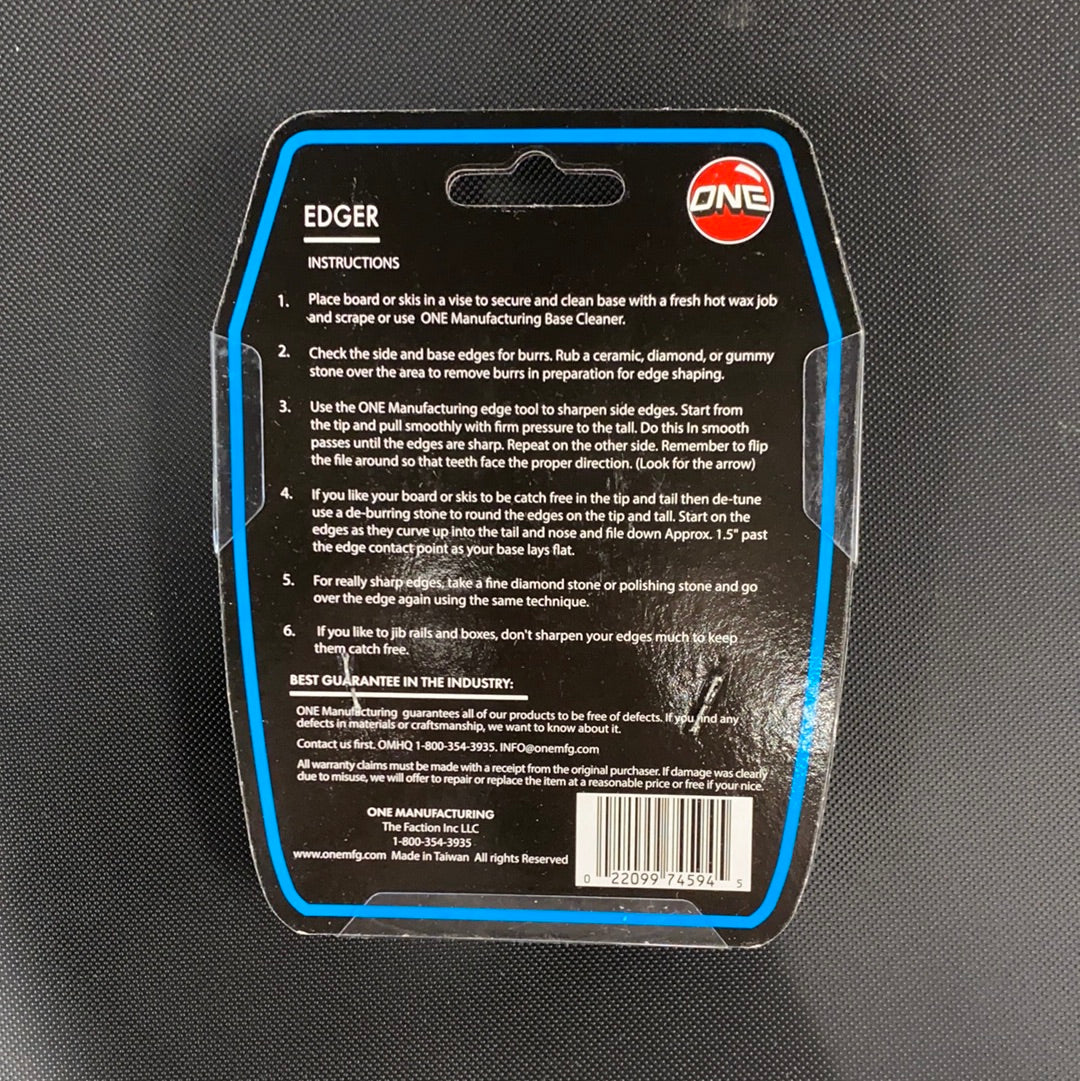 ONE
EDGER
INSTRUCTIONS
1. Place board or skis in a vise to secure and clean base with a fresh hot wax job
and scrape or use ONE Manufacturing Base Cleaner.
2. Check the side and base edges for burrs. Rub a ceramic, diamond, or gummy
stone over the area to remove burrs in preparation for edge shaping.
3. Use the ONE Manufacturing edge tool to sharpen side edges. Start from
the tip and pull smoothly with firm pressure to the tall. Do this In smooth
passes until the edges are sharp. Repeat on the other side. Remember to flip
the file around so that teeth face the proper direction. (Look for the arrow)
4. If you like your board or skis to be catch free in the tip and tail then de-tune
use a de-burring stone to round the edges on the tip and tall. Start on the
edges as they curve up into the tail and nose and file down Approx. 1.5" past
the edge contact point as your base lays flat.
5. For really sharp edges, take a fine diamond stone or polishing stone and go
over the edge again using the same technique.
6. If you like to jib rails and boxes, don't sharpen your edges much to keep
them catch free.
BEST GUARANTEE IN THE INDUSTRY:
ONE Manufacturing guarantees all of our products to be free of defects. If you find any
defects in materials or craftsmanship, we want to know about it.
Contact us first. OMHQ 1-800-354-3935. INFO@onemfg.com
All warranty claims must be made with a receipt from the original purchaser. If damage was clearly
due to misuse, we will offer to repair or replace the item at a reasonable price or free if your nice.
ONE MANUFACTURING
The Faction Inc LLC
1-800-354-3935
www.onemfg.com Made in Taiwan All rights Reserved
0 22099 74594 5